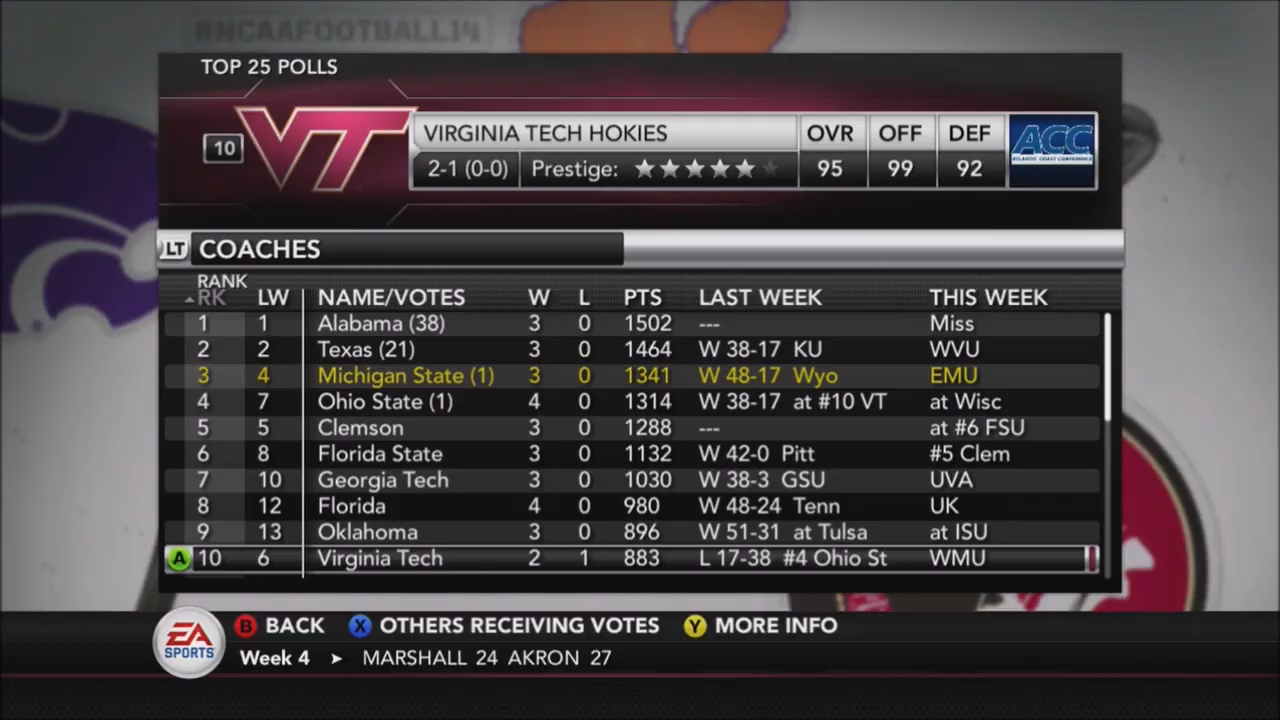 #NCAAFOOTBALL14
TOP 25 POLLS
10 VT VIRGINIA TECH HOKIES OVR OFF DEF ACC
ATLANTIC COAST CONFERENCE
2-1 (0-0) Prestige: 95 99 92
LT COACHES
RANK
RK LW NAME/VOTES W L PTS LAST WEEK THIS WEEK
1 1 Alabama (38) 3 0 1502 --- Miss
2 2 Texas (21) 3 0 1464 W 38-17 KU WVU
3 4 Michigan State (1) 3 0 1341 W 48-17 Wyo EMU
4 7 Ohio State (1) 4 0 1314 W 38-17 at #10 VT at Wisc
5 5 Clemson 3 0 1288 --- at #6 FSU
6 8 Florida State 3 0 1132 W 42-0 Pitt #5 Clem
7 10 Georgia Tech 3 0 1030 W 38-3 GSU UVA
8 12 Florida 4 0 980 W 48-24 Tenn UK
9 13 Oklahoma 3 0 896 W 51-31 at Tulsa at ISU
A 10 6 Virginia Tech 2 1 883 L 17-38 #4 Ohio St WMU
B BACK X OTHERS RECEIVING VOTES Y MORE INFO
EA SPORTS
Week 4 MARSHALL 24 AKRON 27